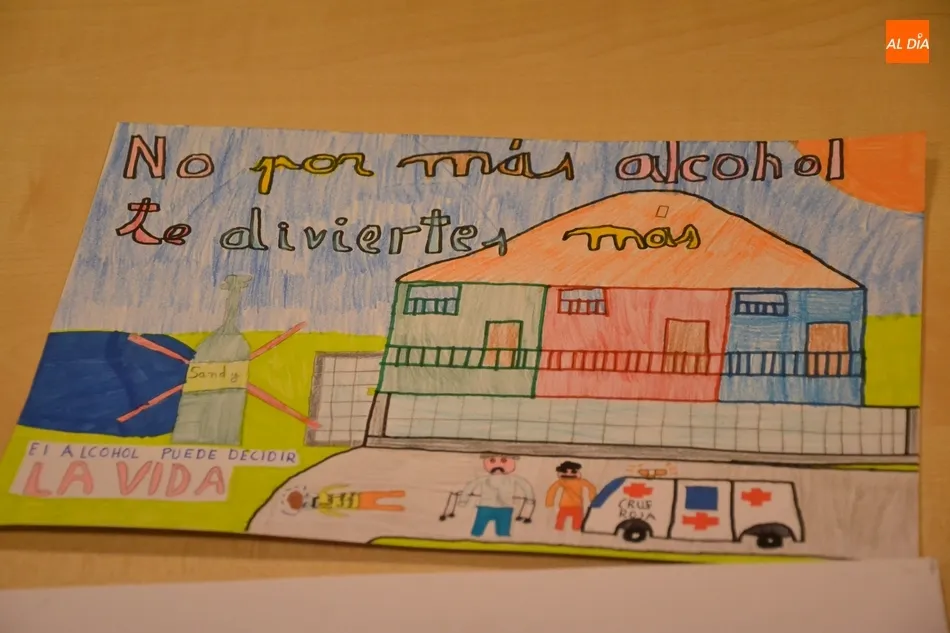 AL DÍA
No por más alcohol
te diviertes mas
Sandy
El ALCOHOL PUEDE DECIDIR
LA VIDA
CRUZ
ROJA